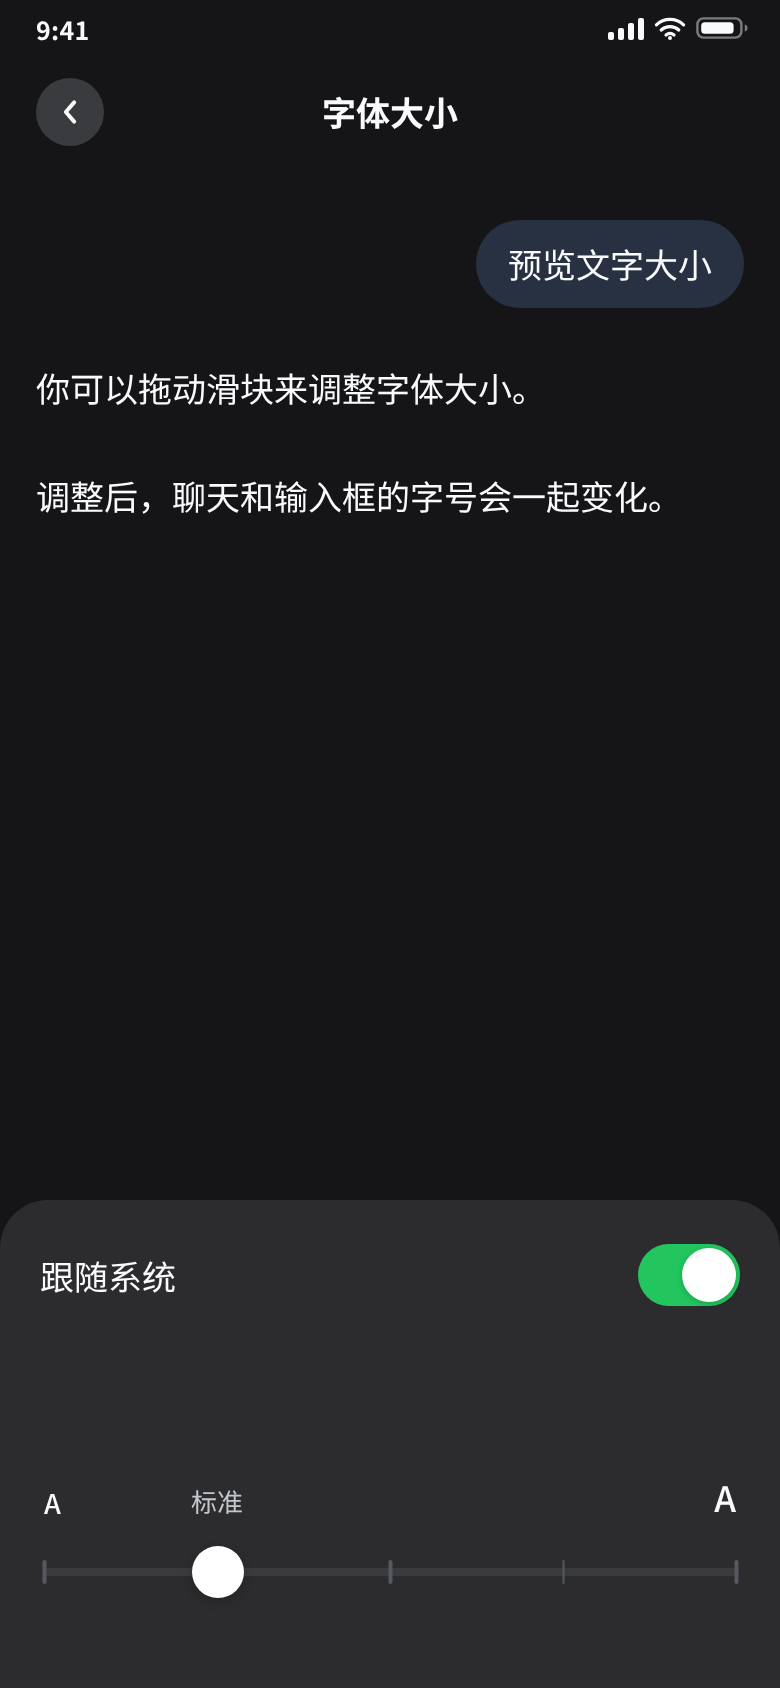 9:41
字体大小
预览文字大小
你可以拖动滑块来调整字体大小。
调整后，聊天和输入框的字号会一起变化。
跟随系统
A 标准 A